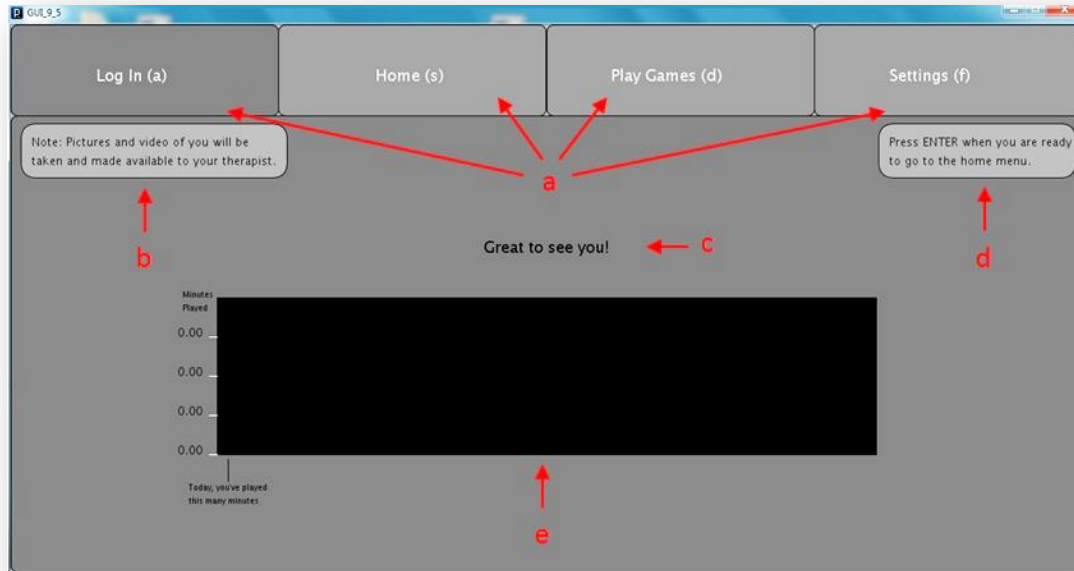 GUI_9_5
Log In (a)
Home (s)
Play Games (d)
Settings (f)
Note: Pictures and video of you will be
taken and made available to your therapist.
Press ENTER when you are ready
to go to the home menu.
a
b
c
d
Great to see you!
Minutes
Played
0.00
0.00
0.00
0.00
Today, you've played
this many minutes
e